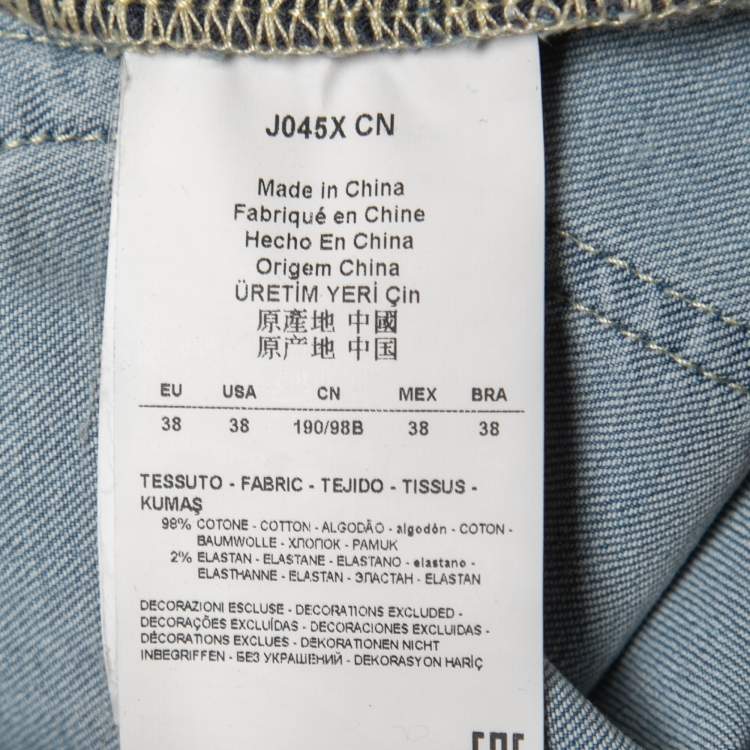 J045X CN
Made in China
Fabriqué en Chine
Hecho En China
Origem China
ÜRETİM YERİ Çin
原產地 中國
原产地 中国
EU USA CN MEX BRA
38 38 190/98B 38 38
TESSUTO - FABRIC - TEJIDO - TISSUS -
KUMAŞ
98% COTONE - COTTON - ALGODÃO - algodón - COTON -
BAUMWOLLE - ХЛОПОК - PAMUK
2% ELASTAN - ELASTANE - ELASTANO - elastano -
ELASTHANNE - ELASTAN - ЭЛАСТАН - ELASTAN
DECORAZIONI ESCLUSE - DECORATIONS EXCLUDED -
DECORAÇÕES EXCLUÍDAS - DECORACIONES EXCLUIDAS -
DÉCORATIONS EXCLUES - DEKORATIONEN NICHT
INBEGRIFFEN - БЕЗ УКРАШЕНИЙ - DEKORASYON HARİÇ